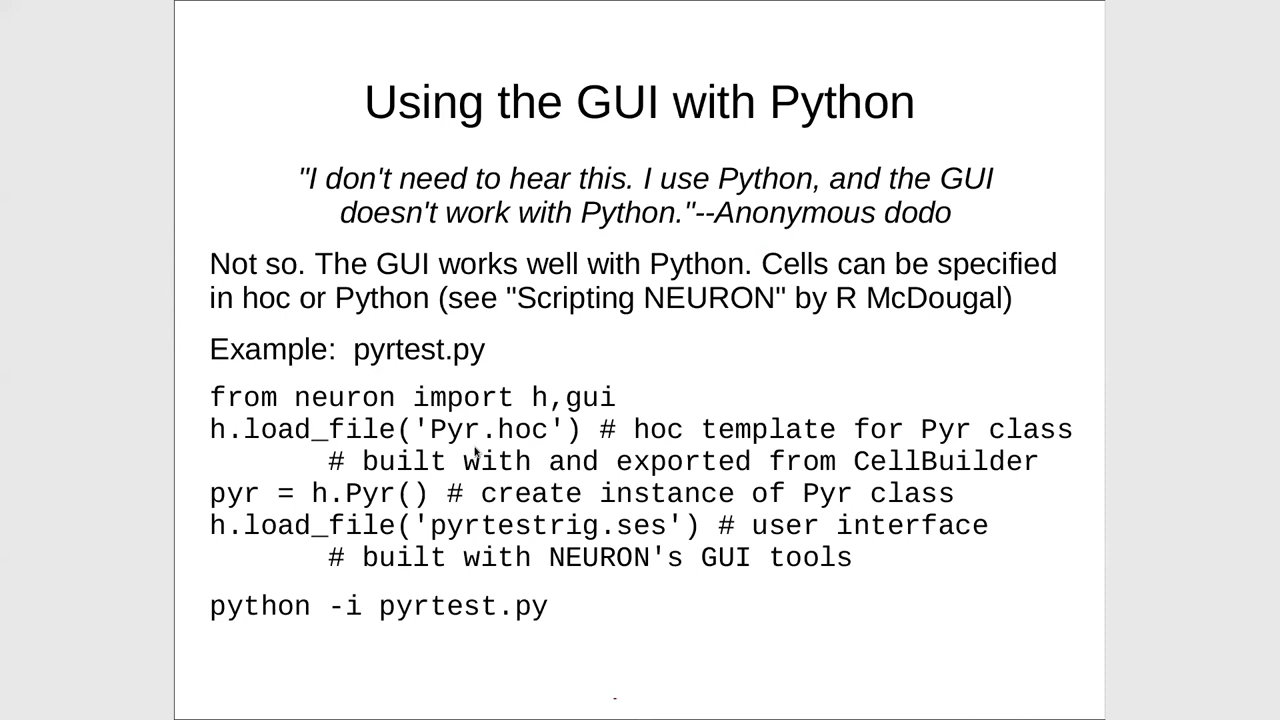 Using the GUI with Python
"I don't need to hear this. I use Python, and the GUI
doesn't work with Python."--Anonymous dodo
Not so. The GUI works well with Python. Cells can be specified
in hoc or Python (see "Scripting NEURON" by R McDougal)
Example:  pyrtest.py
from neuron import h,gui
h.load_file('Pyr.hoc') # hoc template for Pyr class
       # built with and exported from CellBuilder
pyr = h.Pyr() # create instance of Pyr class
h.load_file('pyrtestrig.ses') # user interface
       # built with NEURON's GUI tools
python -i pyrtest.py
-